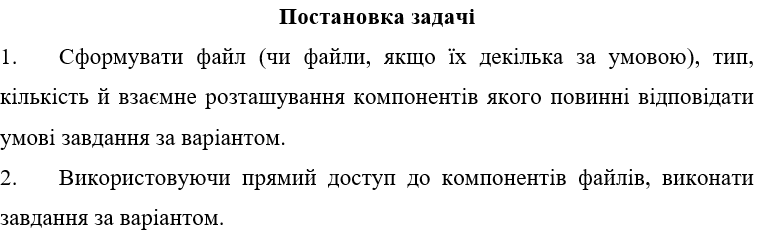 Постановка задачі
1. Сформувати файл (чи файли, якщо їх декілька за умовою), тип,
кількість й взаємне розташування компонентів якого повинні відповідати
умові завдання за варіантом.
2. Використовуючи прямий доступ до компонентів файлів, виконати
завдання за варіантом.